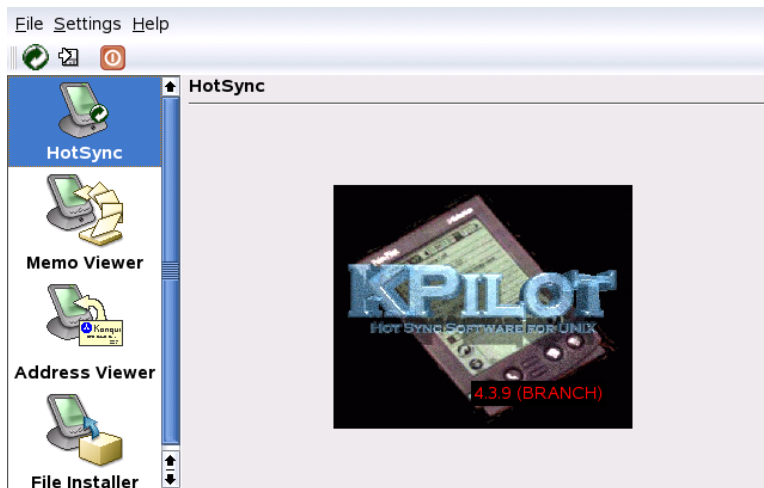 File Settings Help
HotSync
HotSync
Memo Viewer
Konqui
Address Viewer
File Installer
KPILOT
HOT SYNC SOFTWARE FOR UNIX
4.3.9 (BRANCH)